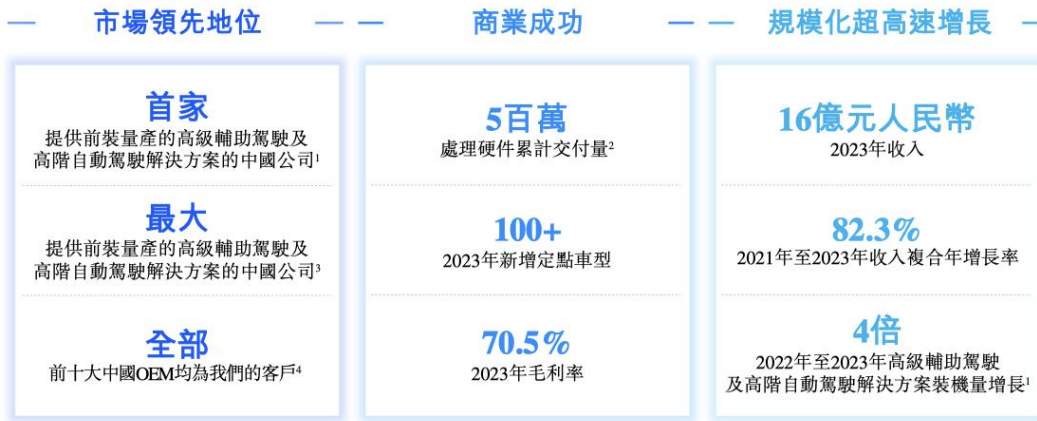 市場領先地位
首家
提供前裝量產的高級輔助駕駛及
高階自動駕駛解決方案的中國公司¹
最大
提供前裝量產的高級輔助駕駛及
高階自動駕駛解決方案的中國公司³
全部
前十大中國OEM均為我們的客戶⁴
商業成功
5百萬
處理硬件累計交付量²
100+
2023年新增定點車型
70.5%
2023年毛利率
規模化超高速增長
16億元人民幣
2023年收入
82.3%
2021年至2023年收入複合年增長率
4倍
2022年至2023年高級輔助駕駛
及高階自動駕駛解決方案裝機量增長¹